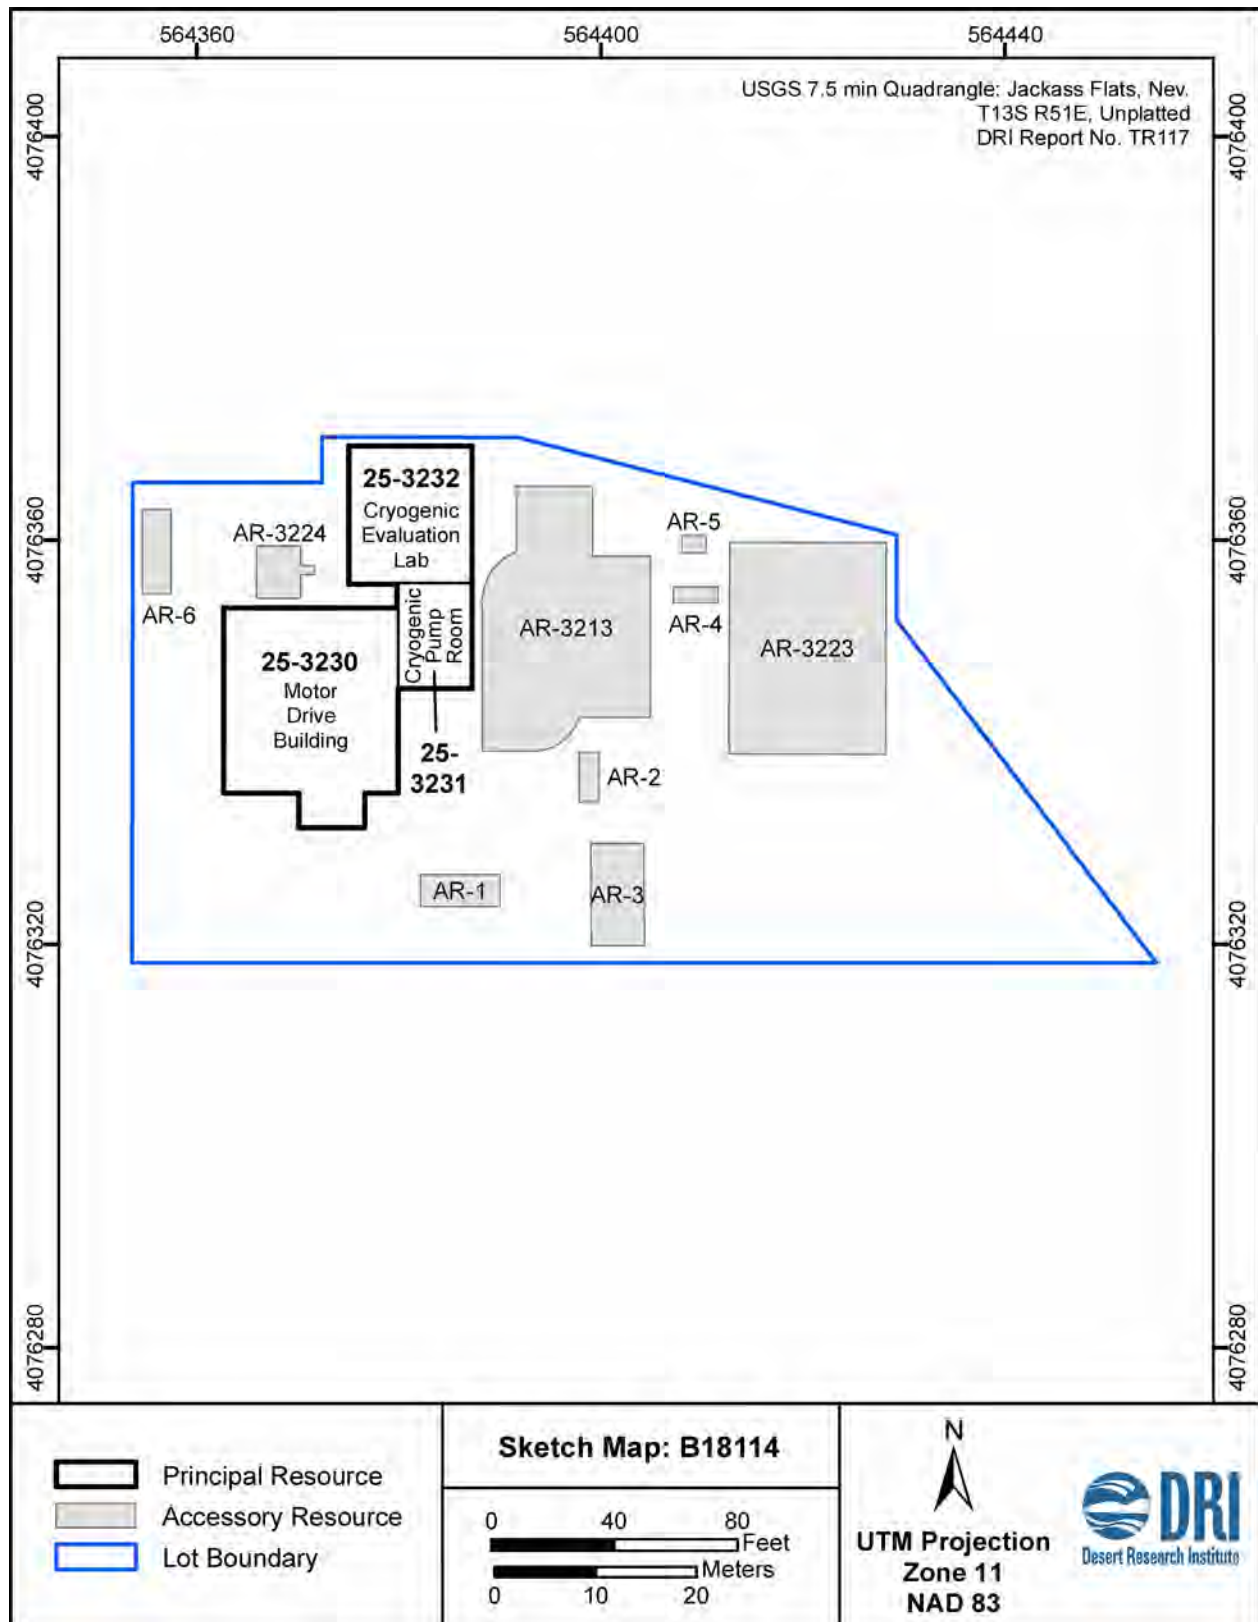 564360 564400 564440
USGS 7.5 min Quadrangle: Jackass Flats, Nev.
T13S R51E, Unplatted
DRI Report No. TR117
4076400 4076400
25-3232
Cryogenic
Evaluation
Lab
AR-5
4076360 4076360
AR-3224
AR-6
Cryogenic
Pump
Room
AR-3213
AR-4
AR-3223
25-3230
Motor
Drive
Building
25-
3231
AR-2
AR-1
AR-3
4076320 4076320
4076280 4076280
Principal Resource
Accessory Resource
Lot Boundary
Sketch Map: B18114
0 40 80
Feet
Meters
0 10 20
N
UTM Projection
Zone 11
NAD 83
DRI
Desert Research Institute